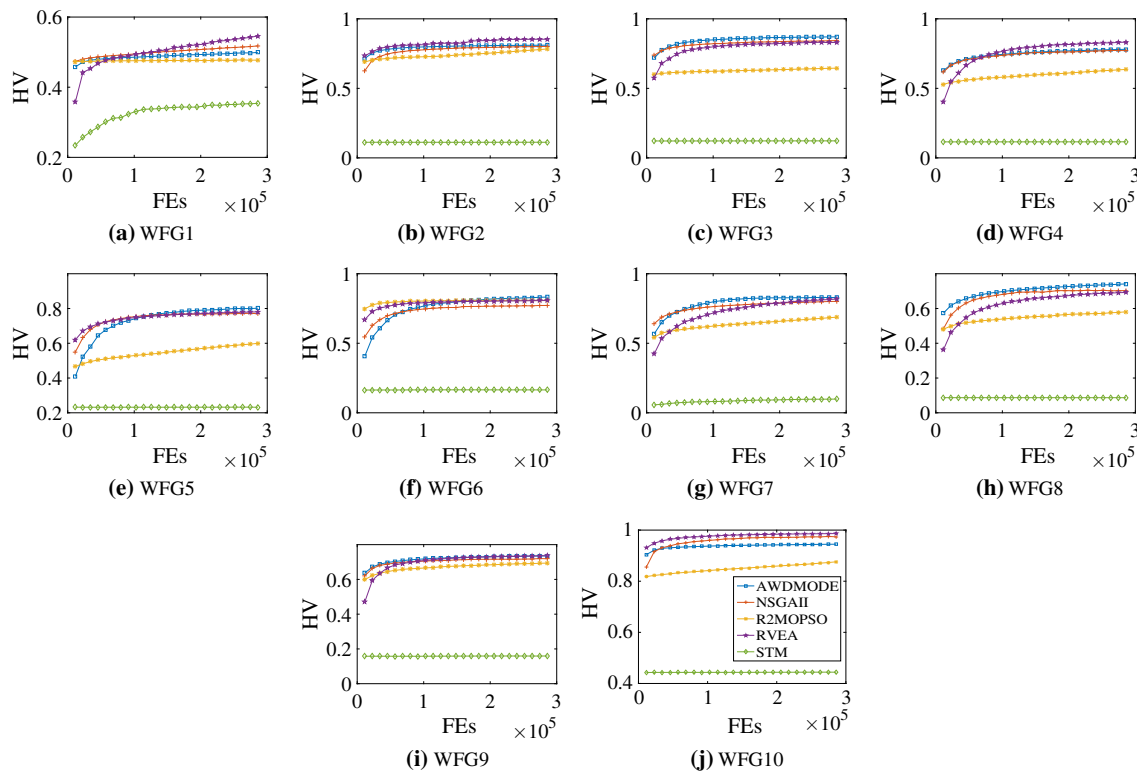 0.6
0.4
0.2
HV
0 1 2 3
FEs ×10^5
(a) WFG1
1
0.5
0
HV
0 1 2 3
FEs ×10^5
(b) WFG2
1
0.5
0
HV
0 1 2 3
FEs ×10^5
(c) WFG3
1
0.5
0
HV
0 1 2 3
FEs ×10^5
(d) WFG4
0.8
0.6
0.4
0.2
HV
0 1 2 3
FEs ×10^5
(e) WFG5
1
0.5
0
HV
0 1 2 3
FEs ×10^5
(f) WFG6
1
0.5
0
HV
0 1 2 3
FEs ×10^5
(g) WFG7
0.6
0.4
0.2
0
HV
0 1 2 3
FEs ×10^5
(h) WFG8
0.6
0.4
0.2
0
HV
0 1 2 3
FEs ×10^5
(i) WFG9
1
0.8
0.6
0.4
HV
AWDMODE
NSGAII
R2MOPSO
RVEA
STM
0 1 2 3
FEs ×10^5
(j) WFG10